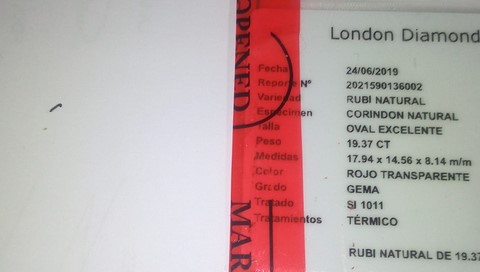 London Diamond
Fecha 24/06/2019
Reporte Nº 2021590136002
Variedad RUBI NATURAL
Especimen CORINDON NATURAL
Talla OVAL EXCELENTE
Peso 19.37 CT
Medidas 17.94 x 14.56 x 8.14 m/m
Color ROJO TRANSPARENTE
Grado GEMA
Tratado SI 1011
Tratamientos TÉRMICO
RUBI NATURAL DE 19.37
OPENED
MAR